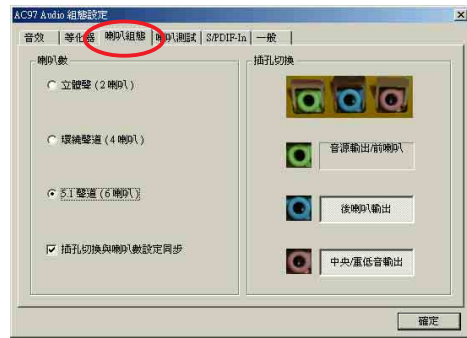 AC97 Audio 組態設定
音效 等化器 喇叭組態 喇叭測試 S/PDIF-In 一般
喇叭數
立體聲 (2 喇叭)
環繞聲道 (4 喇叭)
5.1 聲道 (6 喇叭)
插孔切換與喇叭數設定同步
插孔切換
音源輸出/前喇叭
後喇叭輸出
中央/重低音輸出
確定